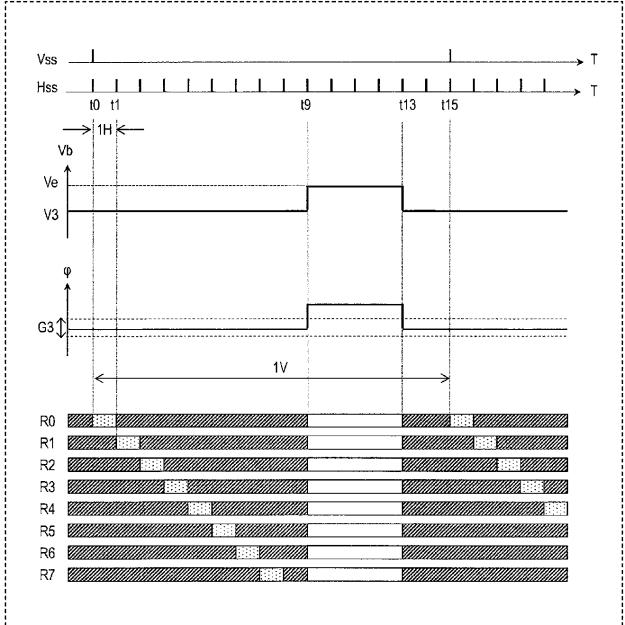 Vss T
Hss T
t0 t1 t9 t13 t15
1H
Vb
Ve
V3
φ
G3
1V
R0
R1
R2
R3
R4
R5
R6
R7